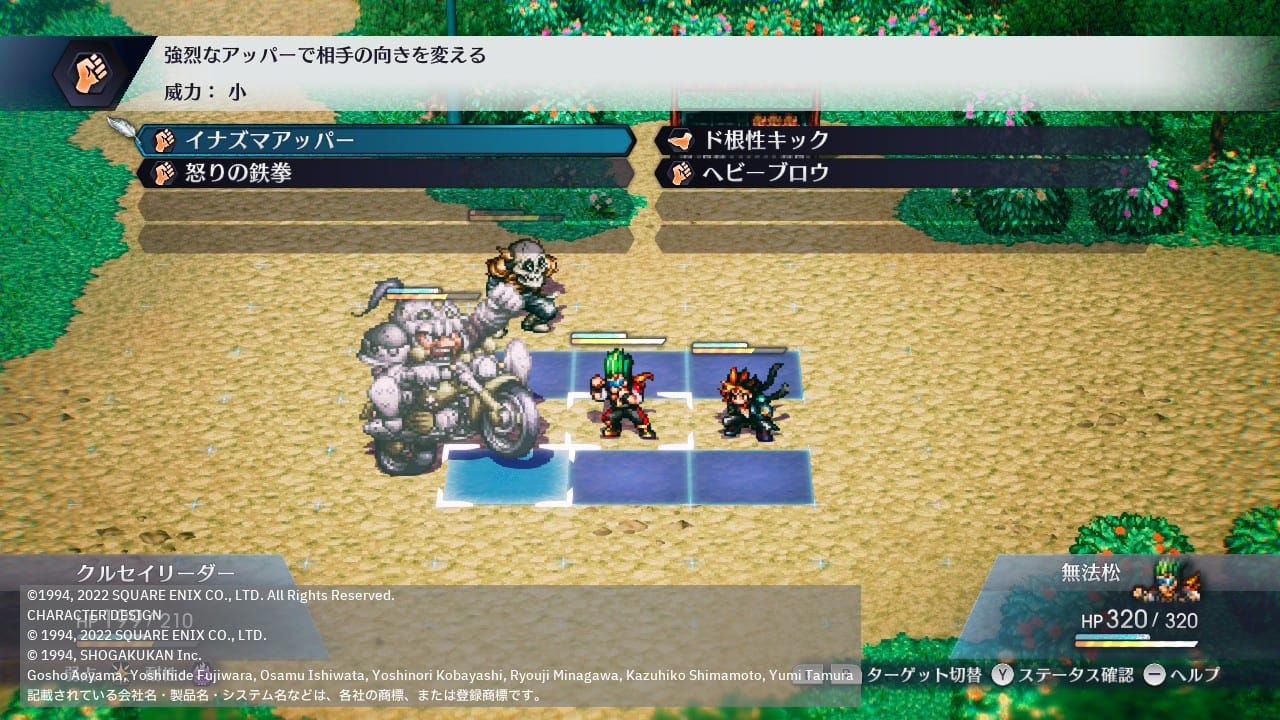 強烈なアッパーで相手の向きを変える
威力： 小
イナズマアッパー
ド根性キック
怒りの鉄拳
ヘビーブロウ
クルセイリーダー
無法松
HP 320 / 320
©1994, 2022 SQUARE ENIX CO., LTD. All Rights Reserved.
CHARACTER DESIGN
© 1994, 2022 SQUARE ENIX CO., LTD.
© 1994, SHOGAKUKAN Inc.
Gosho Aoyama, Yoshihide Fujiwara, Osamu Ishiwata, Yoshinori Kobayashi, Ryouji Minagawa, Kazuhiko Shimamoto, Yumi Tamura
記載されている会社名・製品名・システム名などは、各社の商標、または登録商標です。
ターゲット切替 Y ステータス確認 ヘルプ